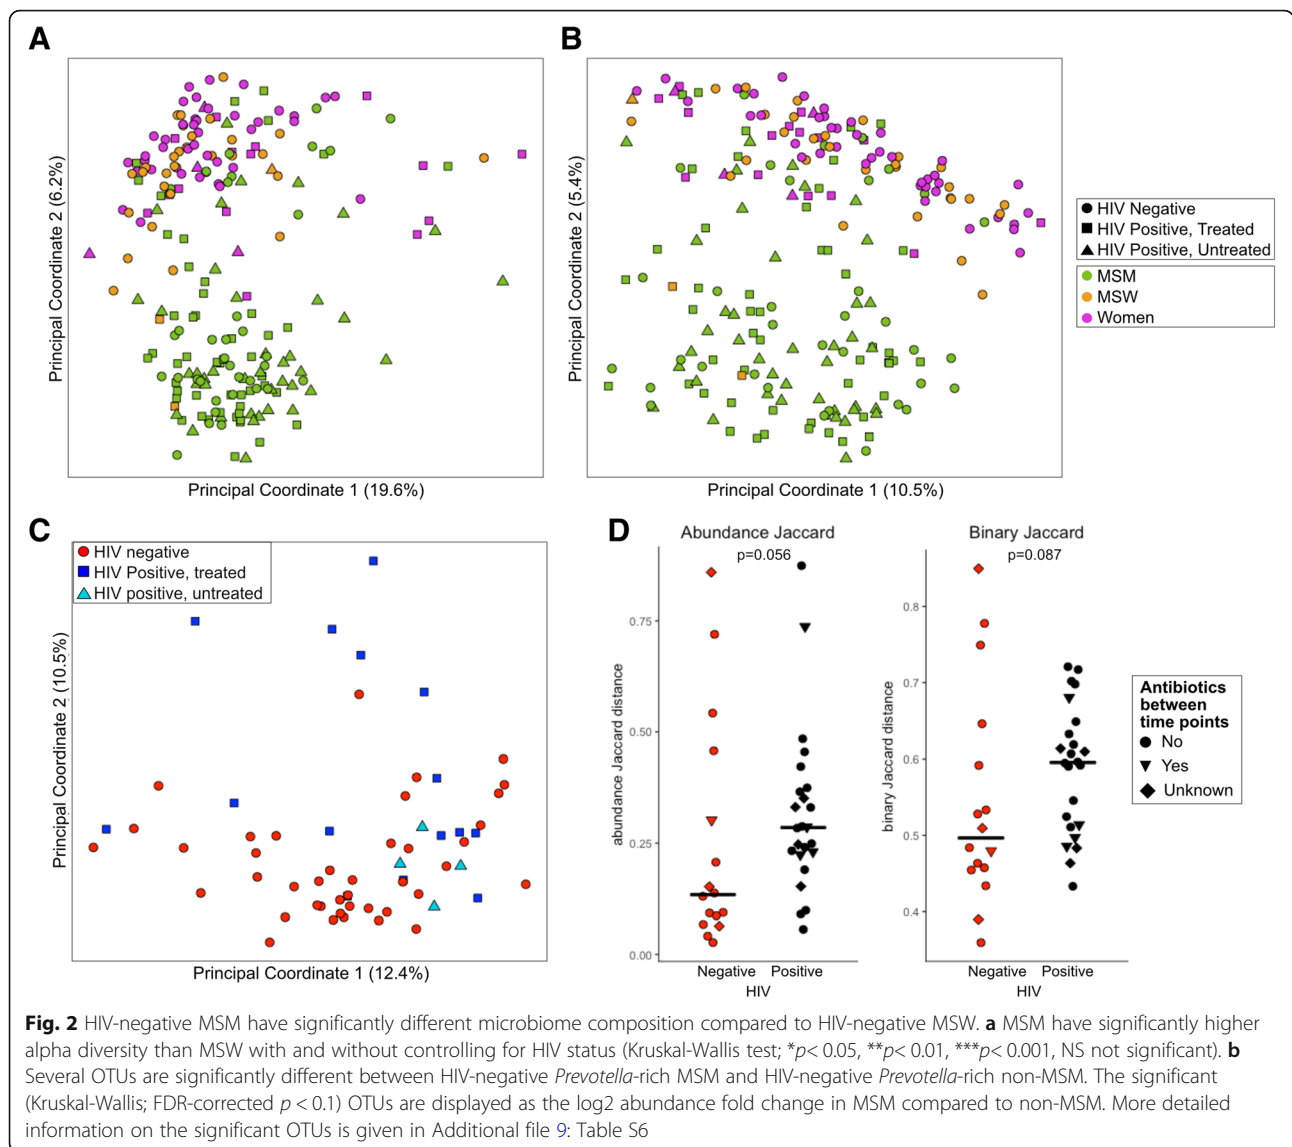 A
B
Principal Coordinate 2 (6.2%)
Principal Coordinate 1 (19.6%)
Principal Coordinate 2 (5.4%)
Principal Coordinate 1 (10.5%)
HIV Negative
HIV Positive, Treated
HIV Positive, Untreated
MSM
MSW
Women
C
HIV negative
HIV Positive, treated
HIV positive, untreated
Principal Coordinate 2 (10.5%)
Principal Coordinate 1 (12.4%)
D
Abundance Jaccard
p=0.056
abundance Jaccard distance
0.75
0.50
0.25
0.00
Negative Positive
HIV
Binary Jaccard
p=0.087
binary Jaccard distance
0.8
0.7
0.6
0.5
0.4
Negative Positive
HIV
Antibiotics
between
time points
No
Yes
Unknown
Fig. 2 HIV-negative MSM have significantly different microbiome composition compared to HIV-negative MSW. a MSM have significantly higher
alpha diversity than MSW with and without controlling for HIV status (Kruskal-Wallis test; *p< 0.05, **p< 0.01, ***p< 0.001, NS not significant). b
Several OTUs are significantly different between HIV-negative Prevotella-rich MSM and HIV-negative Prevotella-rich non-MSM. The significant
(Kruskal-Wallis; FDR-corrected p < 0.1) OTUs are displayed as the log2 abundance fold change in MSM compared to non-MSM. More detailed
information on the significant OTUs is given in Additional file 9: Table S6